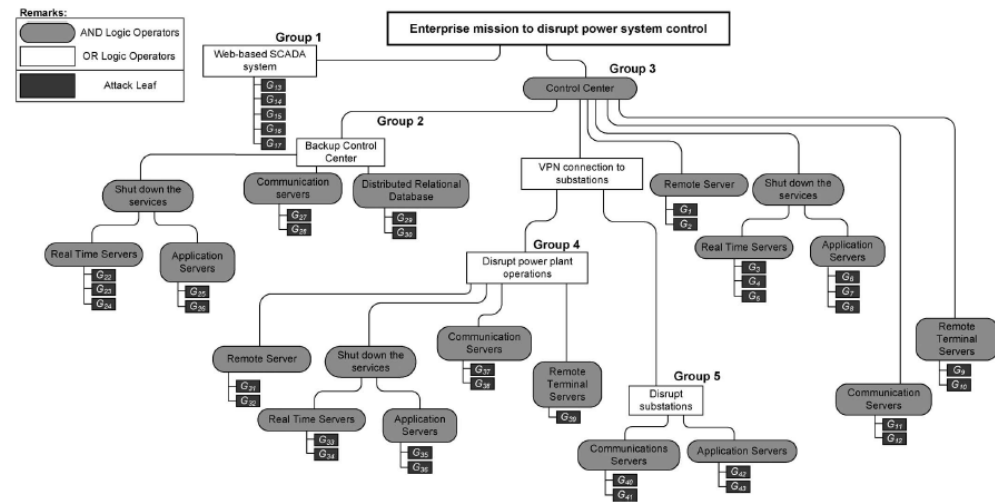 Remarks:
AND Logic Operators
OR Logic Operators
Attack Leaf
Enterprise mission to disrupt power system control
Group 1
Web-based SCADA
system
G13
G14
G15
G16
G17
Group 3
Control Center
Group 2
Backup Control
Center
Shut down the
services
Real Time Servers
G22
G23
G24
Application
Servers
G25
G26
Communication
servers
G27
G28
Distributed Relational
Database
G29
G30
VPN connection to
substations
Group 4
Disrupt power plant
operations
Remote Server
G31
G32
Shut down the
services
Real Time Servers
G33
G34
Application
Servers
G35
G36
Communication
Servers
G37
G38
Remote
Terminal
Servers
G39
Group 5
Disrupt
substations
Communications
Servers
G40
G41
Application Servers
G42
G43
Remote Server
G1
G2
Shut down the
services
Real Time Servers
G3
G4
G5
Application
Servers
G6
G7
G8
Communication
Servers
G11
G12
Remote
Terminal
Servers
G9
G10